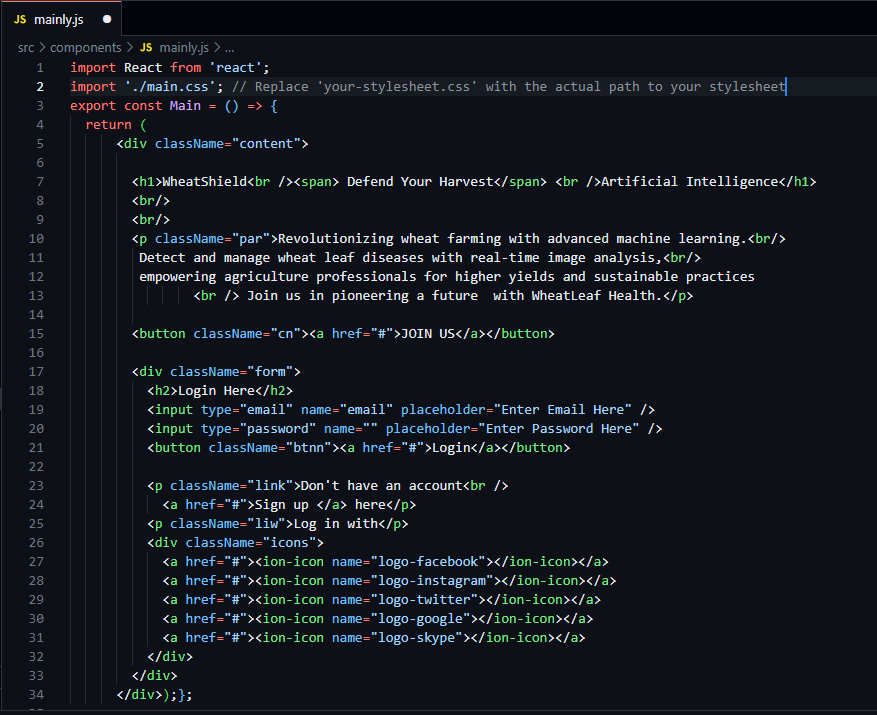 JS mainly.js ●
src > components > JS mainly.js > ...
1 import React from 'react';
2 import './main.css'; // Replace 'your-stylesheet.css' with the actual path to your stylesheet
3 export const Main = () => {
4 return (
5 <div className="content">
6
7 <h1>WheatShield<br /><span> Defend Your Harvest</span> <br />Artificial Intelligence</h1>
8 <br/>
9 <br/>
10 <p className="par">Revolutionizing wheat farming with advanced machine learning.<br/>
11 Detect and manage wheat leaf diseases with real-time image analysis,<br/>
12 empowering agriculture professionals for higher yields and sustainable practices
13 <br /> Join us in pioneering a future  with WheatLeaf Health.</p>
14
15 <button className="cn"><a href="#">JOIN US</a></button>
16
17 <div className="form">
18 <h2>Login Here</h2>
19 <input type="email" name="email" placeholder="Enter Email Here" />
20 <input type="password" name="" placeholder="Enter Password Here" />
21 <button className="btnn"><a href="#">Login</a></button>
22
23 <p className="link">Don't have an account<br />
24 <a href="#">Sign up </a> here</p>
25 <p className="liw">Log in with</p>
26 <div className="icons">
27 <a href="#"><ion-icon name="logo-facebook"></ion-icon></a>
28 <a href="#"><ion-icon name="logo-instagram"></ion-icon></a>
29 <a href="#"><ion-icon name="logo-twitter"></ion-icon></a>
30 <a href="#"><ion-icon name="logo-google"></ion-icon></a>
31 <a href="#"><ion-icon name="logo-skype"></ion-icon></a>
32 </div>
33 </div>
34 </div>);};